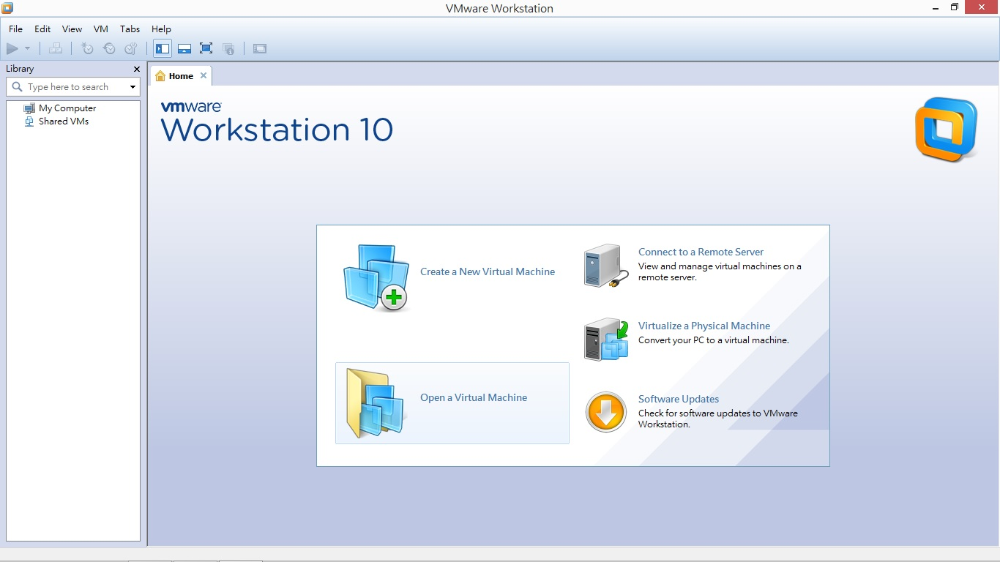 VMware Workstation
File Edit View VM Tabs Help
Library
Home
Type here to search
My Computer
Shared VMs
vmware
Workstation 10
Create a New Virtual Machine
Open a Virtual Machine
Connect to a Remote Server
View and manage virtual machines on a
remote server.
Virtualize a Physical Machine
Convert your PC to a virtual machine.
Software Updates
Check for software updates to VMware
Workstation.